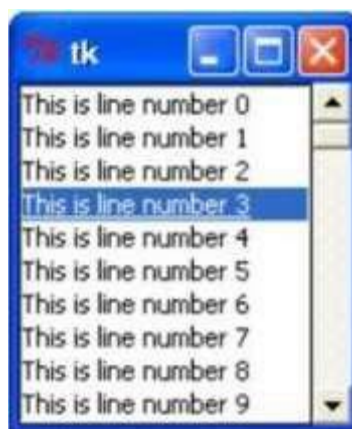 tk
This is line number 0
This is line number 1
This is line number 2
This is line number 3
This is line number 4
This is line number 5
This is line number 6
This is line number 7
This is line number 8
This is line number 9